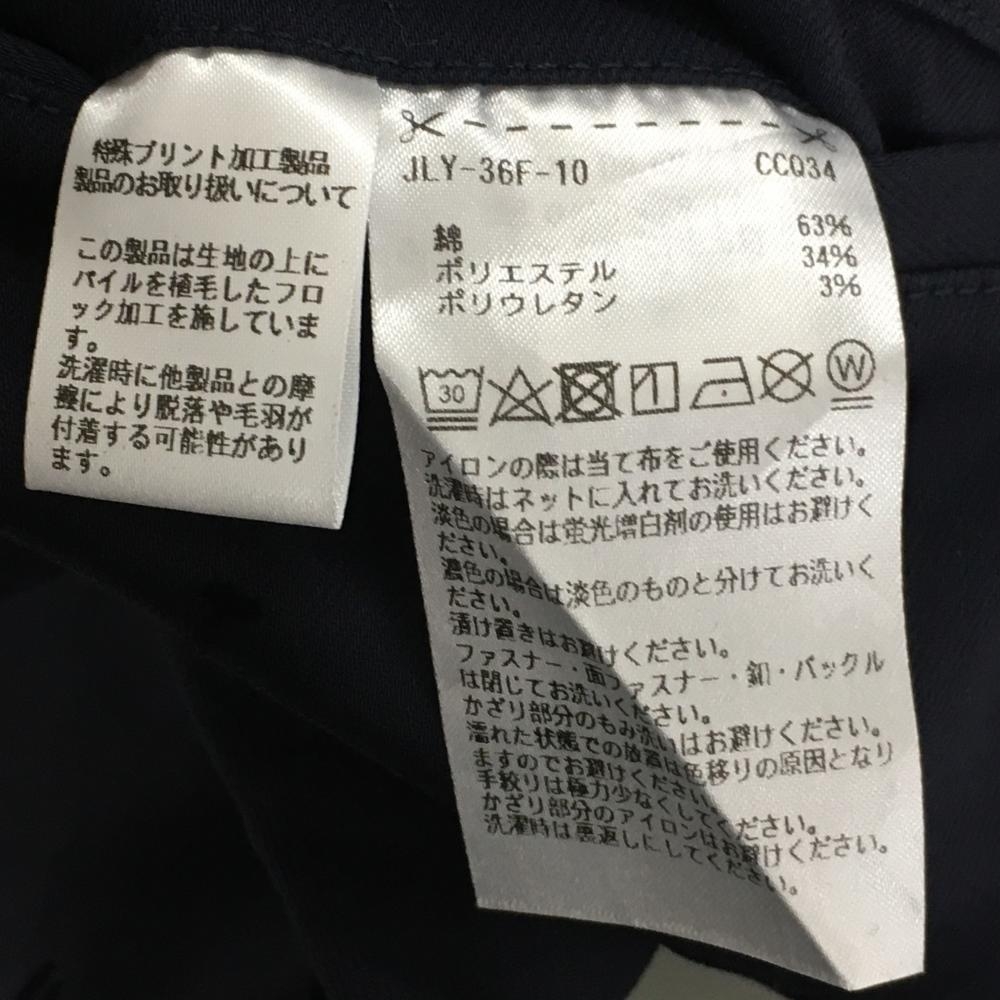 特殊プリント加工製品
製品のお取り扱いについて
この製品は生地の上に
パイルを植毛したフロ
ック加工を施していま
す。
洗濯時に他製品との摩
擦により脱落や毛羽が
付着する可能性があり
ます。
JLY-36F-10 CCQ34
綿 63%
ポリエステル 34%
ポリウレタン 3%
30 W
アイロンの際は当て布をご使用ください。
洗濯時はネットに入れてお洗いください。
淡色の場合は蛍光増白剤の使用はお避けく
ださい。
濃色の場合は淡色のものと分けてお洗いく
ださい。
漬け置きはお避けください。
ファスナー・面ファスナー・釦・バックル
は閉じてお洗いください。
かざり部分のもみ洗いはお避けください。
濡れた状態での放置は色移りの原因となり
ますのでお避けください。
手絞りは極力少なくしてください。
かざり部分のアイロンはお避けください。
洗濯時は裏返しにしてください。